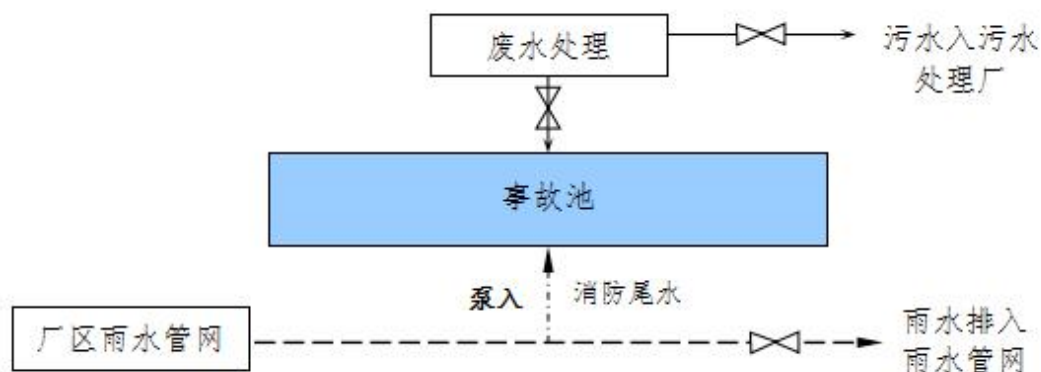 废水处理
污水入污水
处理厂
事故池
泵入
消防尾水
厂区雨水管网
雨水排入
雨水管网